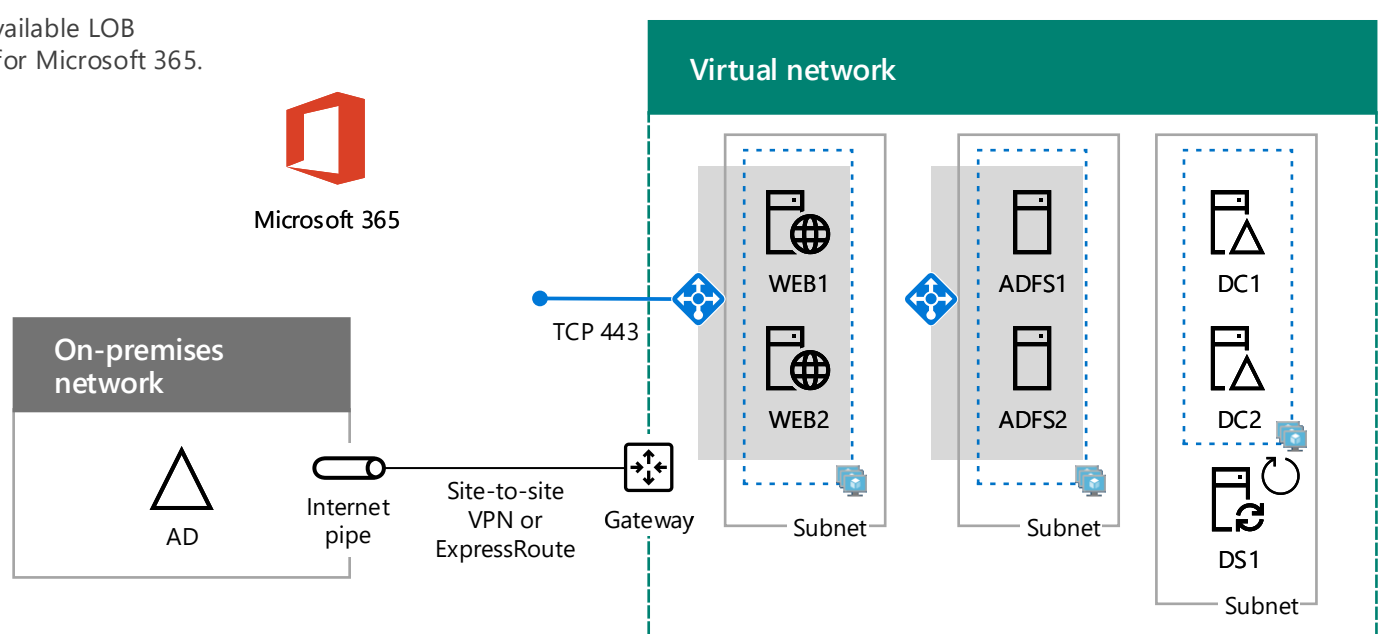 LOB
for Microsoft 365.
Virtual network
Microsoft 365
WEB1
ADFS1
DC1
TCP 443
On-premises
network
WEB2
ADFS2
DC2
Site-to-site
VPN or
ExpressRoute
Internet
pipe
Gateway
AD
Subnet
Subnet
DS1
Subnet